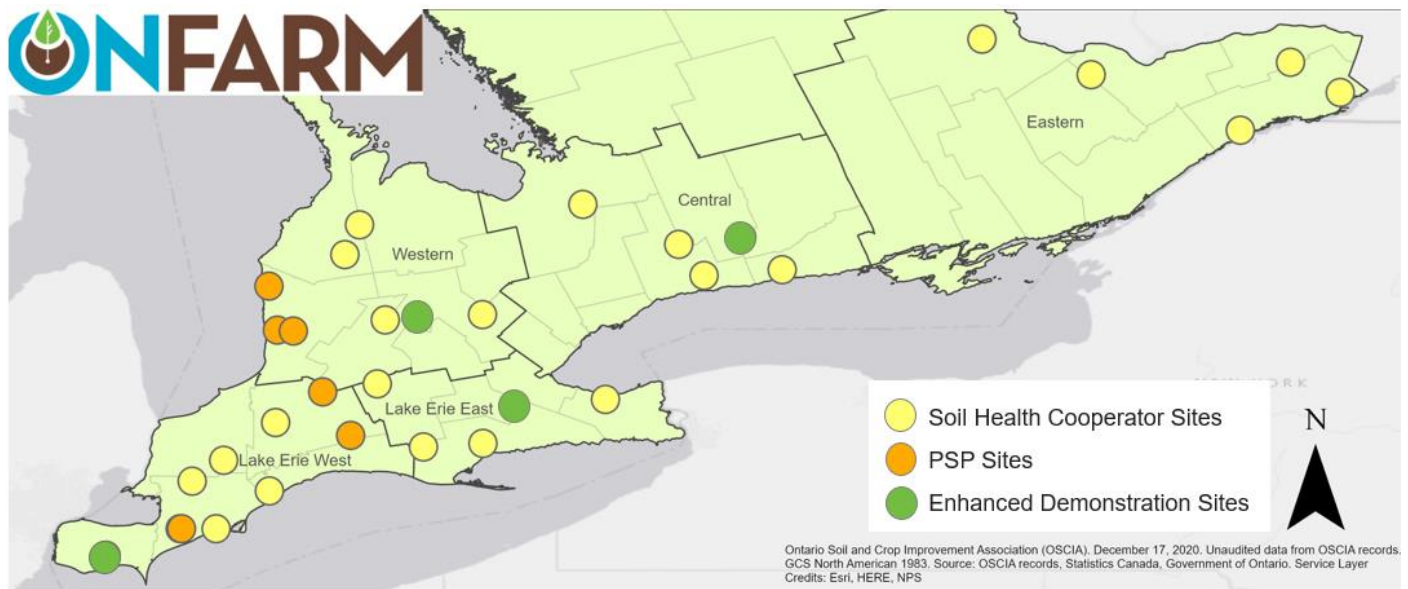 ONFARM
Eastern
Central
Western
Lake Erie East
Lake Erie West
Soil Health Cooperator Sites
PSP Sites
Enhanced Demonstration Sites
N
Ontario Soil and Crop Improvement Association (OSCIA). December 17, 2020. Unaudited data from OSCIA records.
GCS North American 1983. Source: OSCIA records, Statistics Canada, Government of Ontario. Service Layer
Credits: Esri, HERE, NPS